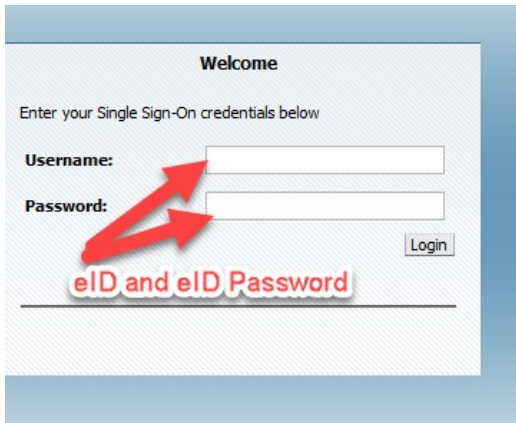 Welcome
Enter your Single Sign-On credentials below
Username:
Password:
Login
eID and eID Password